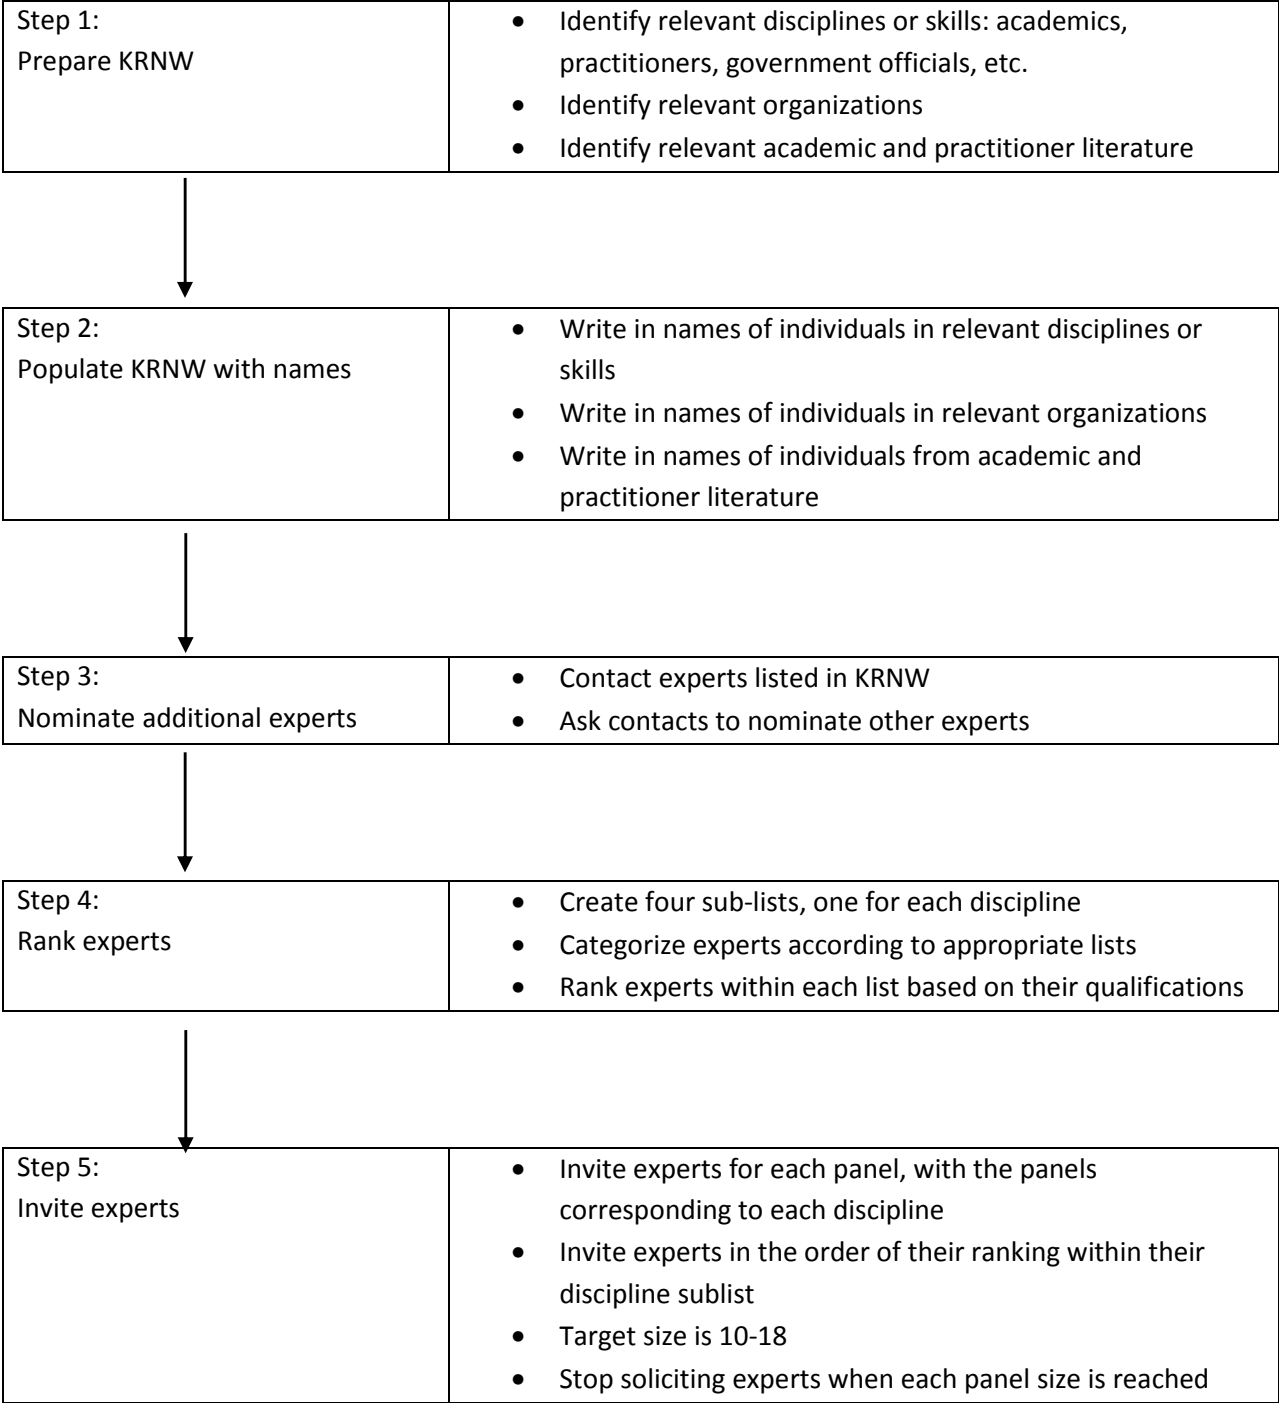 Step 1:
Prepare KRNW
• Identify relevant disciplines or skills: academics,
practitioners, government officials, etc.
• Identify relevant organizations
• Identify relevant academic and practitioner literature
Step 2:
Populate KRNW with names
• Write in names of individuals in relevant disciplines or
skills
• Write in names of individuals in relevant organizations
• Write in names of individuals from academic and
practitioner literature
Step 3:
Nominate additional experts
• Contact experts listed in KRNW
• Ask contacts to nominate other experts
Step 4:
Rank experts
• Create four sub-lists, one for each discipline
• Categorize experts according to appropriate lists
• Rank experts within each list based on their qualifications
Step 5:
Invite experts
• Invite experts for each panel, with the panels
corresponding to each discipline
• Invite experts in the order of their ranking within their
discipline sublist
• Target size is 10-18
• Stop soliciting experts when each panel size is reached